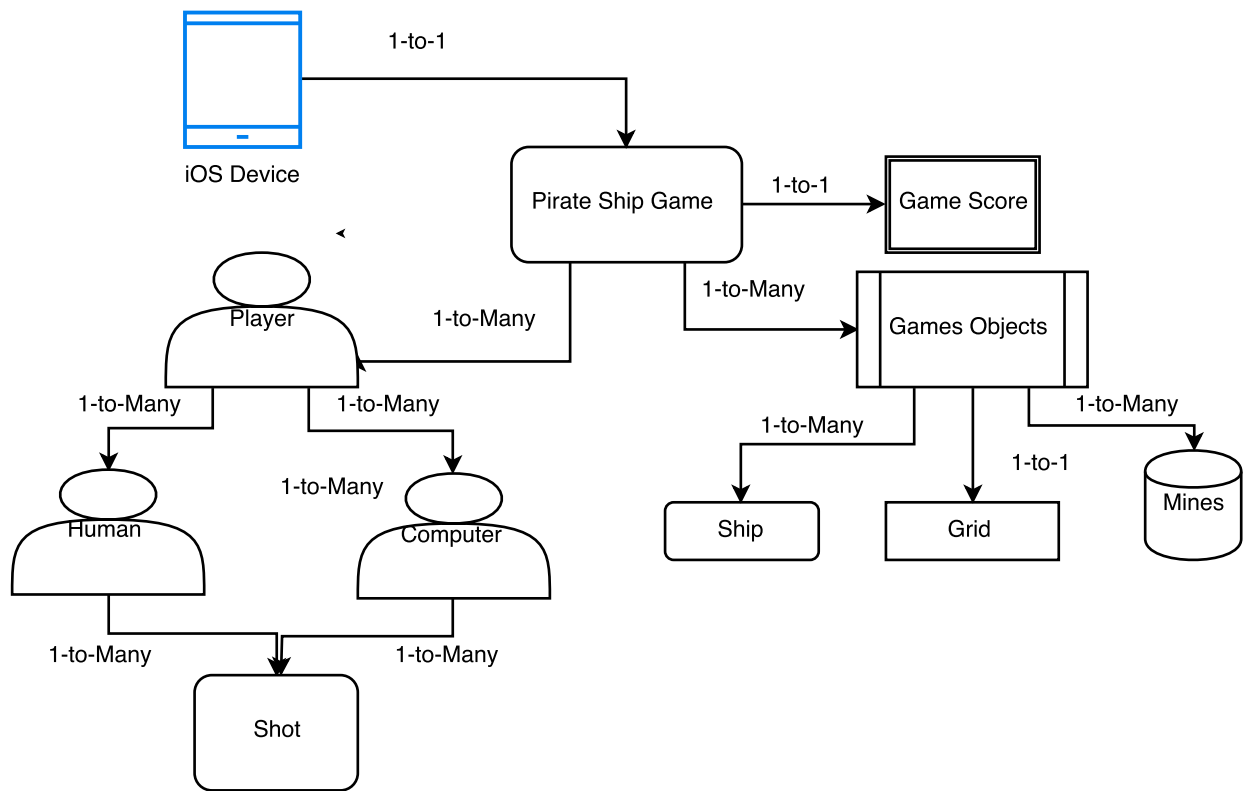 1-to-1
iOS Device
Pirate Ship Game
1-to-1
Game Score
Player
1-to-Many
1-to-Many
Games Objects
1-to-Many
1-to-Many
1-to-Many
1-to-Many
1-to-Many
1-to-1
Human
Computer
Ship
Grid
Mines
1-to-Many
1-to-Many
Shot